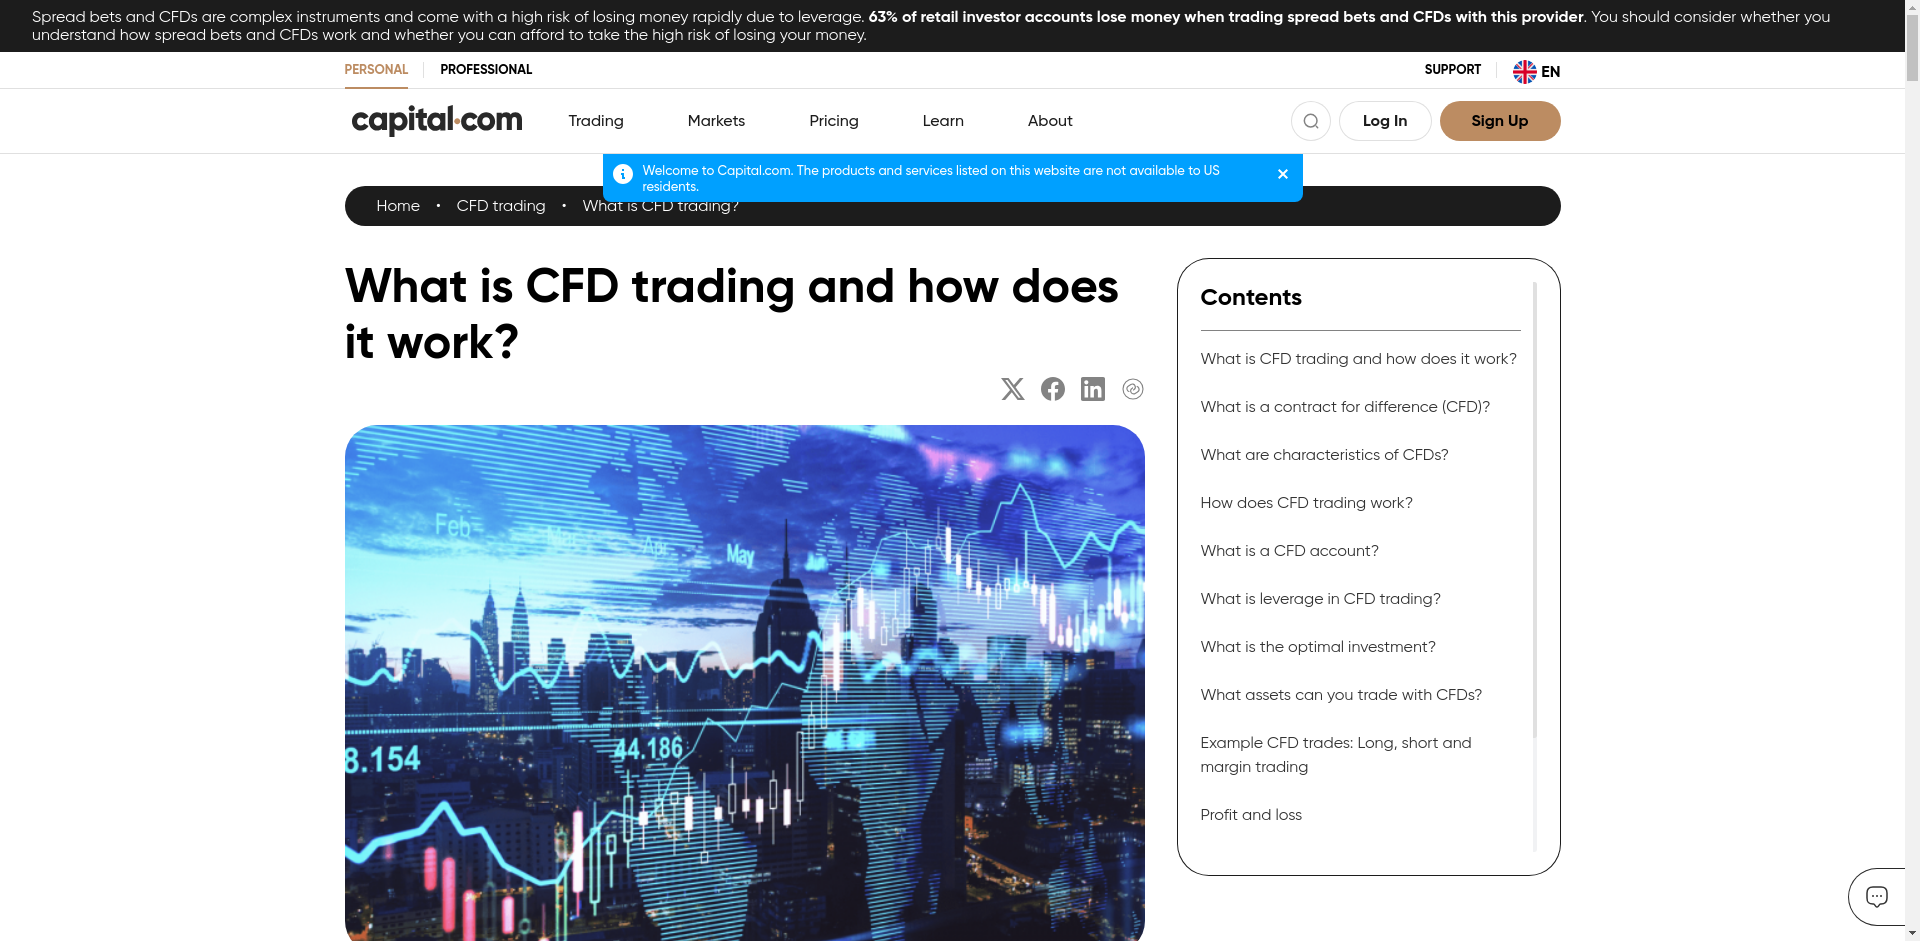 Spread bets and CFDs are complex instruments and come with a high risk of losing money rapidly due to leverage. 63% of retail investor accounts lose money when trading spread bets and CFDs with this provider. You should consider whether you
understand how spread bets and CFDs work and whether you can afford to take the high risk of losing your money.
PERSONAL
PROFESSIONAL
SUPPORT
EN
capital.com
Trading
Markets
Pricing
Learn
About
Log In
Sign Up
Welcome to Capital.com. The products and services listed on this website are not available to US
residents.
Home • CFD trading • What is CFD trading?
What is CFD trading and how does
it work?
Feb
Mar
Apr
May
Jun
8.154
44.186
Contents
What is CFD trading and how does it work?
What is a contract for difference (CFD)?
What are characteristics of CFDs?
How does CFD trading work?
What is a CFD account?
What is leverage in CFD trading?
What is the optimal investment?
What assets can you trade with CFDs?
Example CFD trades: Long, short and
margin trading
Profit and loss